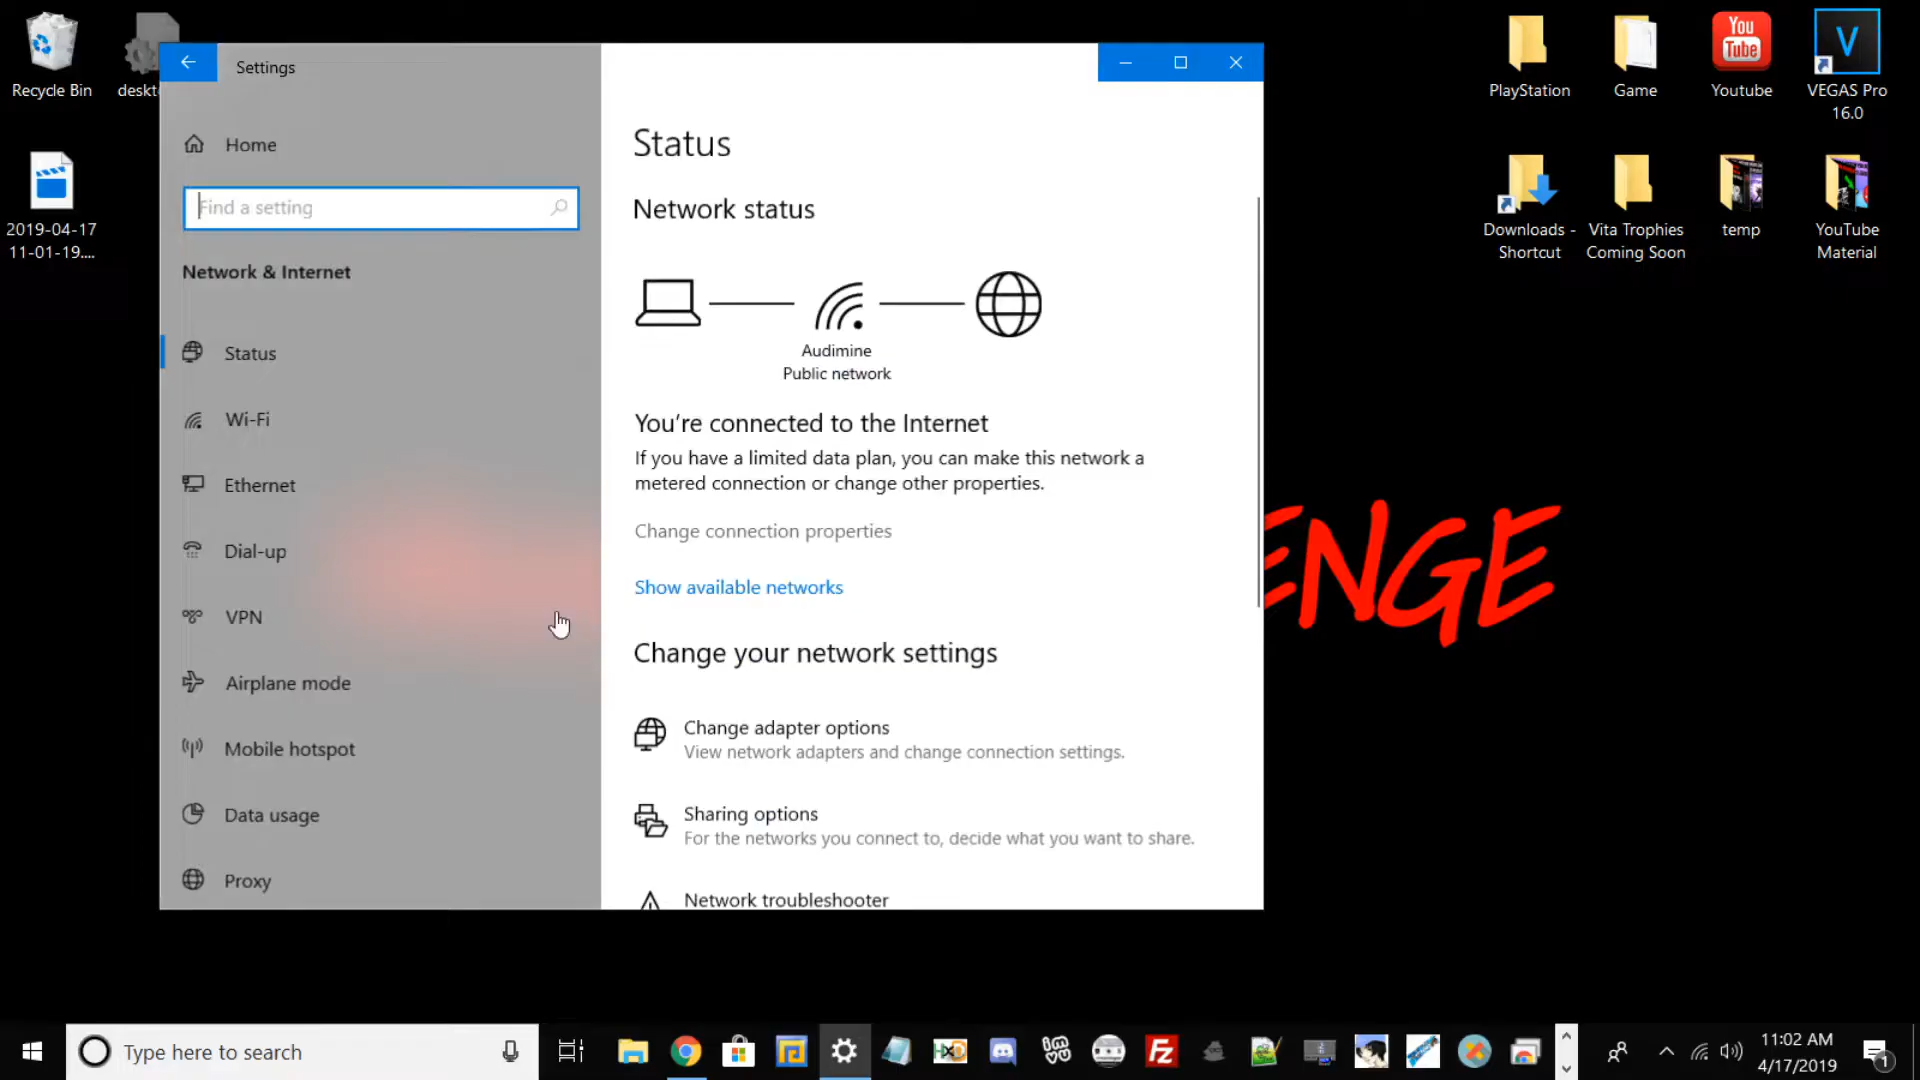 Recycle Bin
deskt
2019-04-17
11-01-19....
Settings
Home
Find a setting
Network & Internet
Status
Wi-Fi
Ethernet
Dial-up
VPN
Airplane mode
Mobile hotspot
Data usage
Proxy
Status
Network status
Audimine
Public network
You're connected to the Internet
If you have a limited data plan, you can make this network a
metered connection or change other properties.
Change connection properties
Show available networks
Change your network settings
Change adapter options
View network adapters and change connection settings.
Sharing options
For the networks you connect to, decide what you want to share.
Network troubleshooter
ENGE
PlayStation
Game
You
Tube
Youtube
V
VEGAS Pro
16.0
Downloads -
Shortcut
Vita Trophies
Coming Soon
temp
YouTube
Material
Type here to search
HXD
FZ
11:02 AM
4/17/2019
1